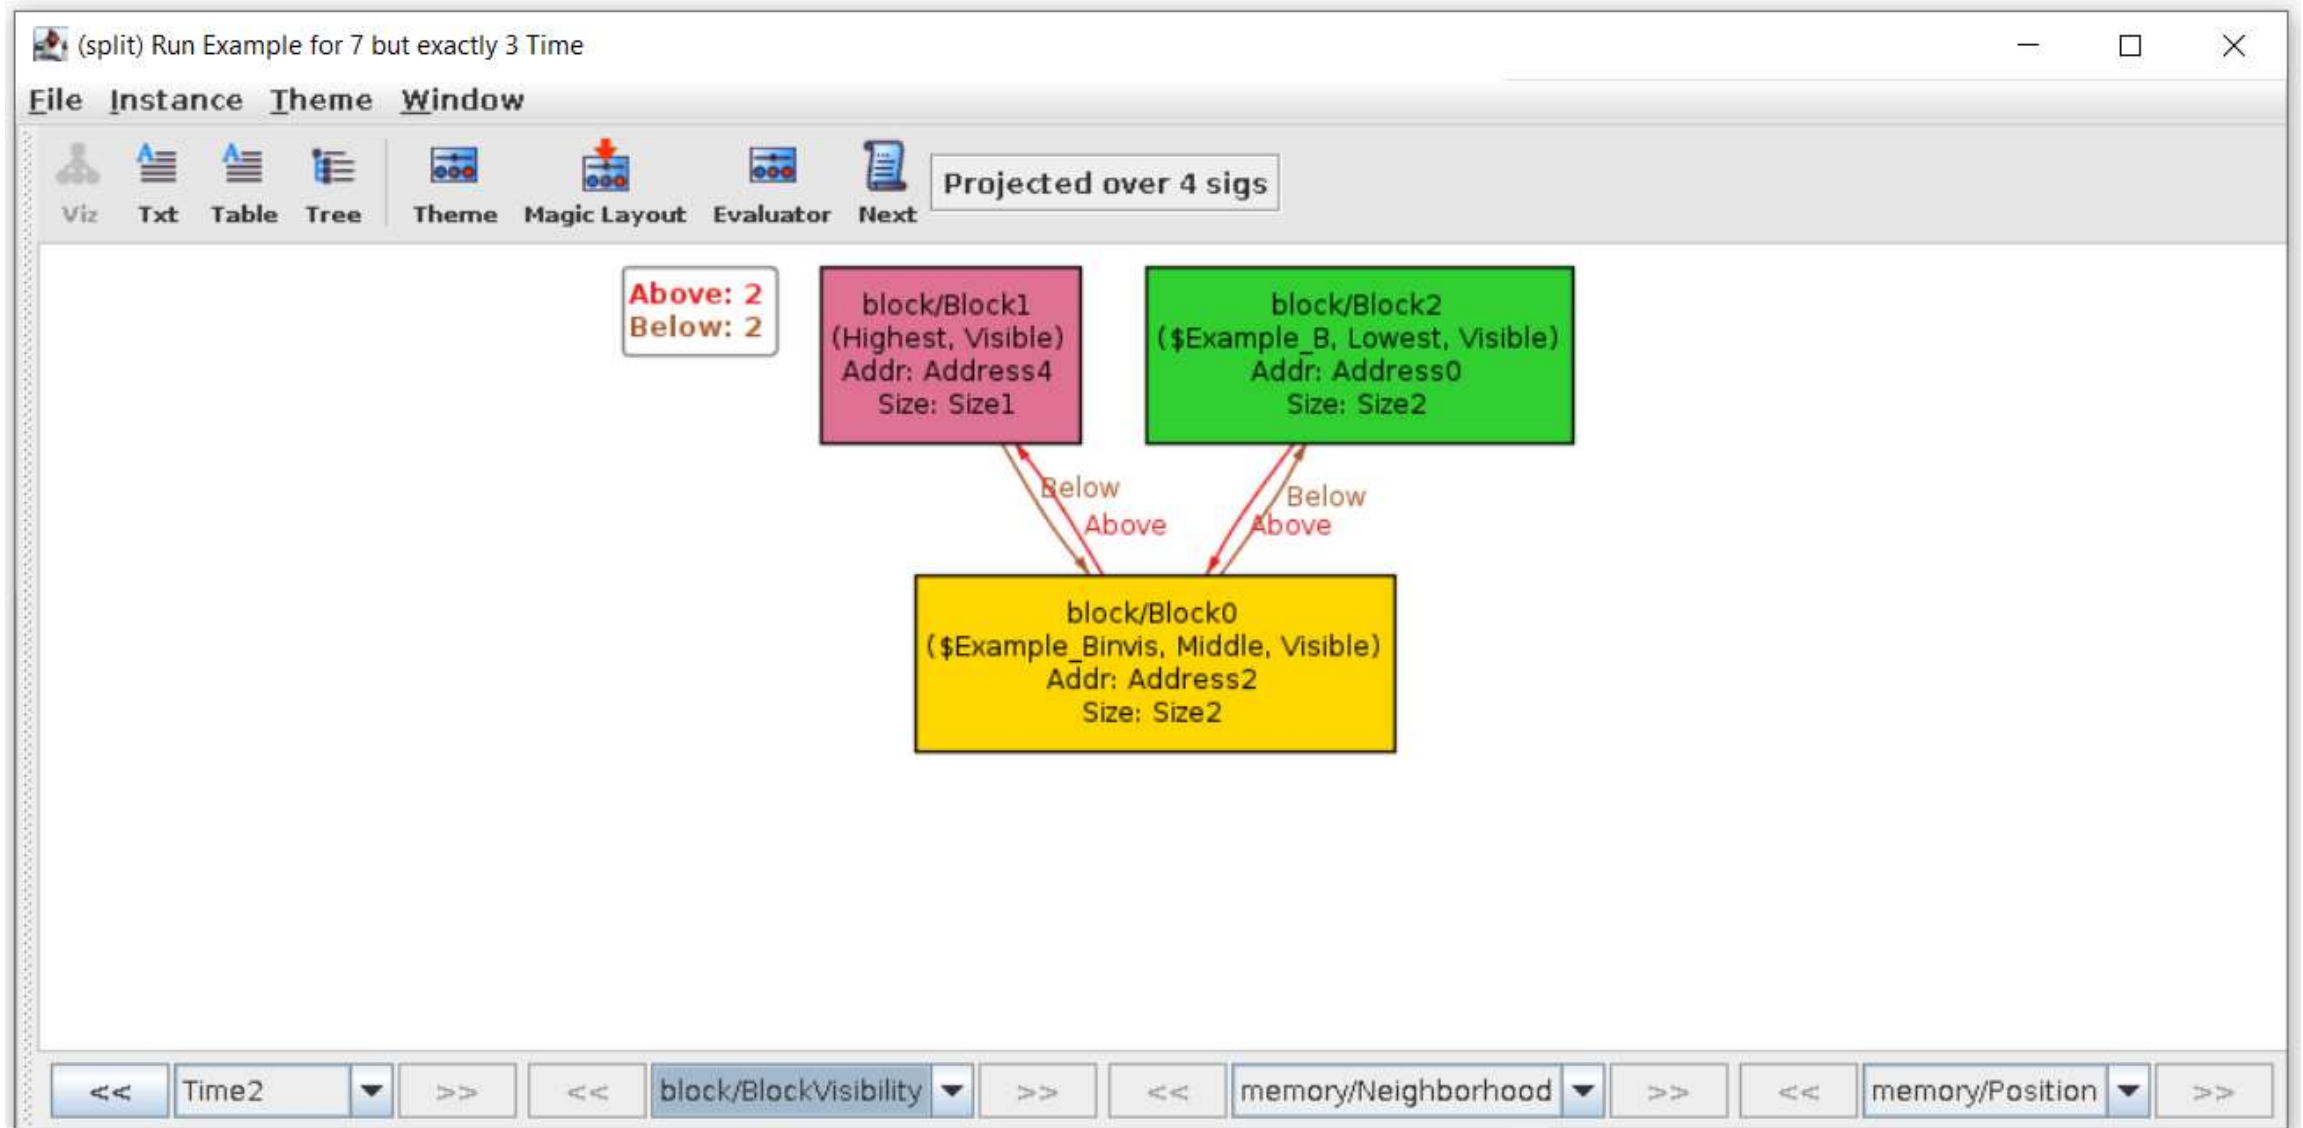 (split) Run Example for 7 but exactly 3 Time
File Instance Theme Window
Viz Txt Table Tree Theme Magic Layout Evaluator Next Projected over 4 sigs
Above: 2
Below: 2
block/Block1
(Highest, Visible)
Addr: Address4
Size: Size1
block/Block2
($Example_B, Lowest, Visible)
Addr: Address0
Size: Size2
Below
Above
Below
Above
block/Block0
($Example_Binvis, Middle, Visible)
Addr: Address2
Size: Size2
<< Time2 >> << block/BlockVisibility >> << memory/Neighborhood >> << memory/Position >>